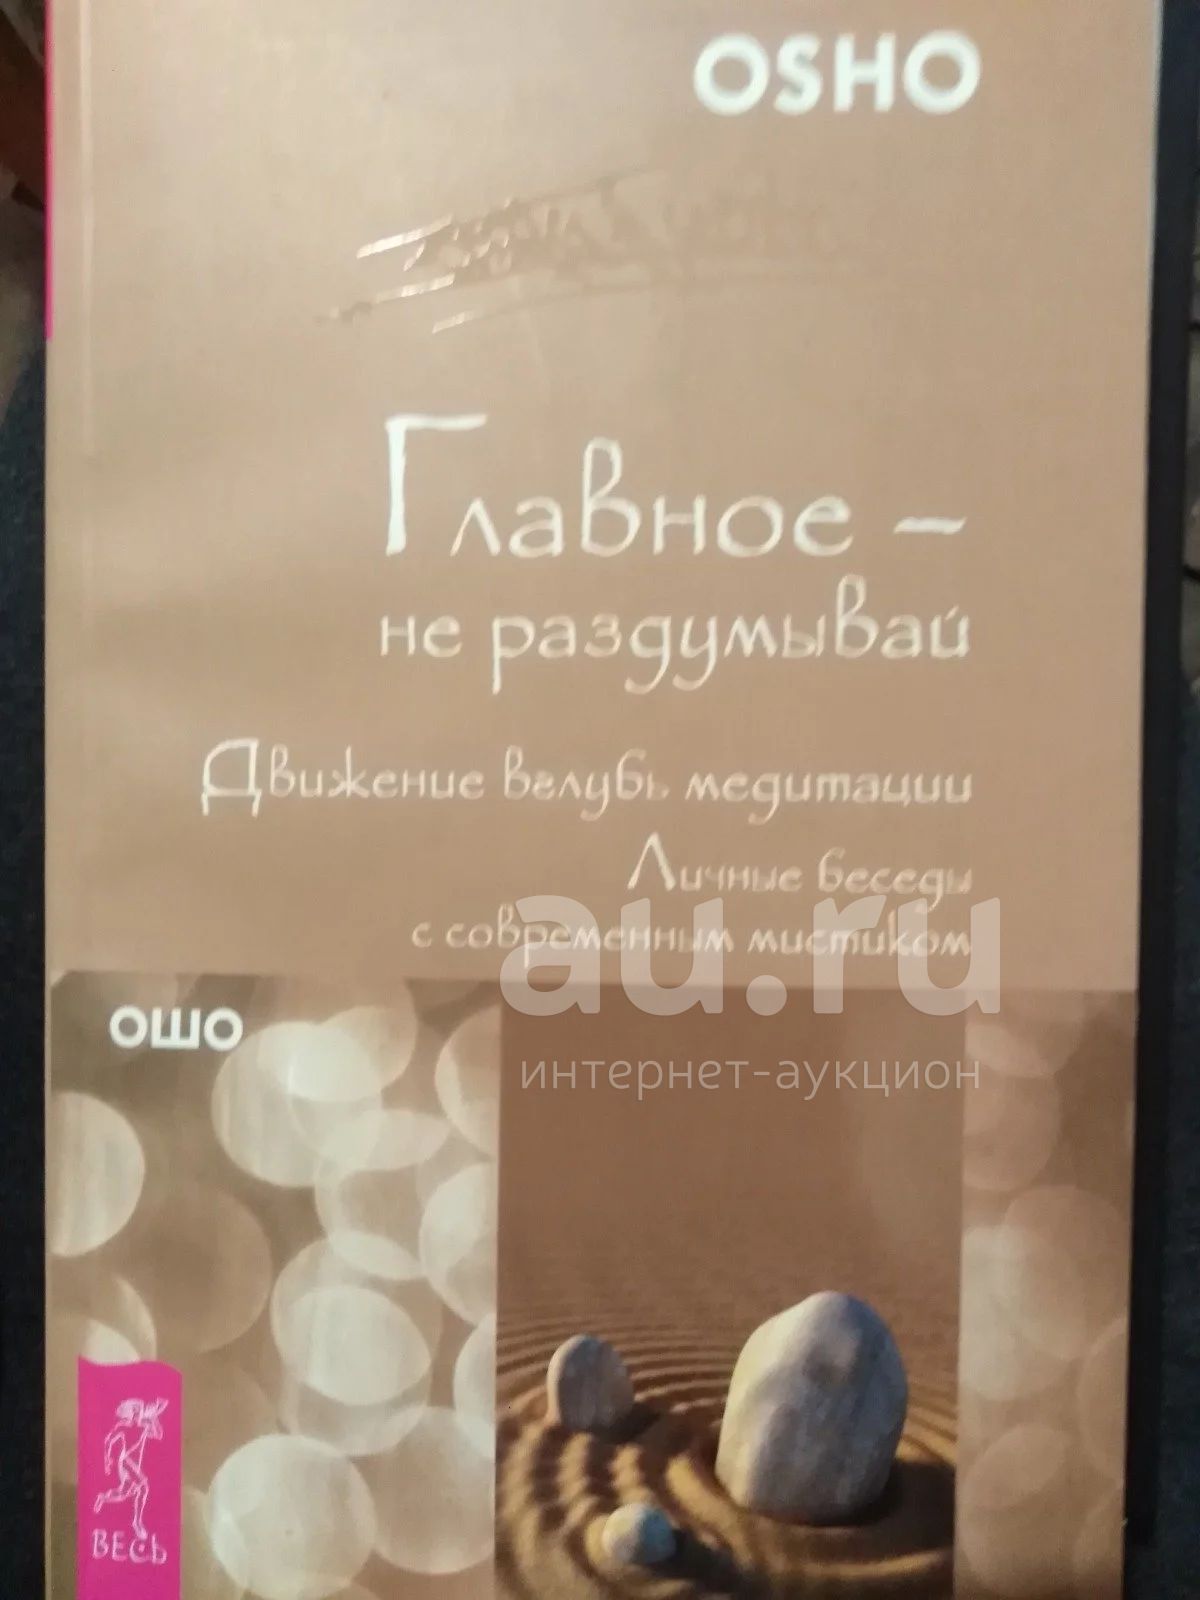 OSHO
Главное –
не раздумывай
Движение вглубь медитации
Личные беседы
с современным мистиком
au.ru
интернет-аукцион
ОШО
ВЕСЬ